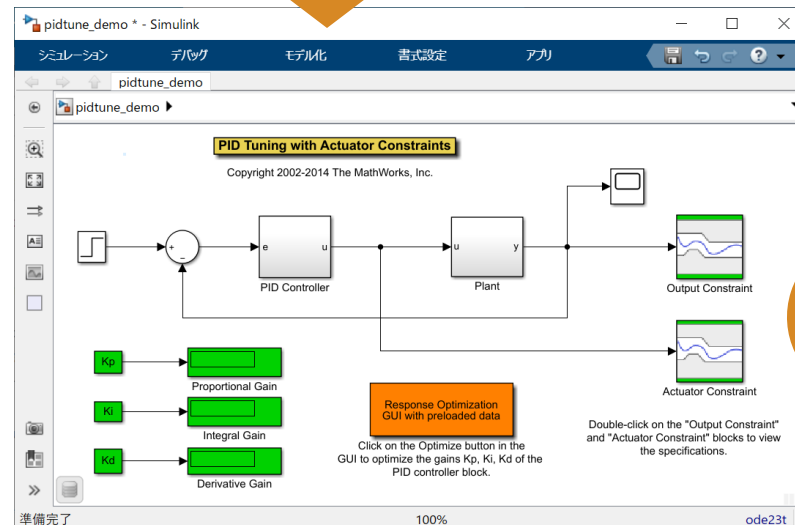 pidtune_demo * - Simulink
シミュレーション デバッグ モデル化 書式設定 アプリ
pidtune_demo
pidtune_demo
PID Tuning with Actuator Constraints
Copyright 2002-2014 The MathWorks, Inc.
+
−
e u
PID Controller
u y
Plant
Output Constraint
Kp
Proportional Gain
Actuator Constraint
Ki
Integral Gain
Response Optimization
GUI with preloaded data
Double-click on the "Output Constraint"
and "Actuator Constraint" blocks to view
the specifications.
Click on the Optimize button in the
GUI to optimize the gains Kp, Ki, Kd of the
PID controller block.
Kd
Derivative Gain
準備完了 100% ode23t